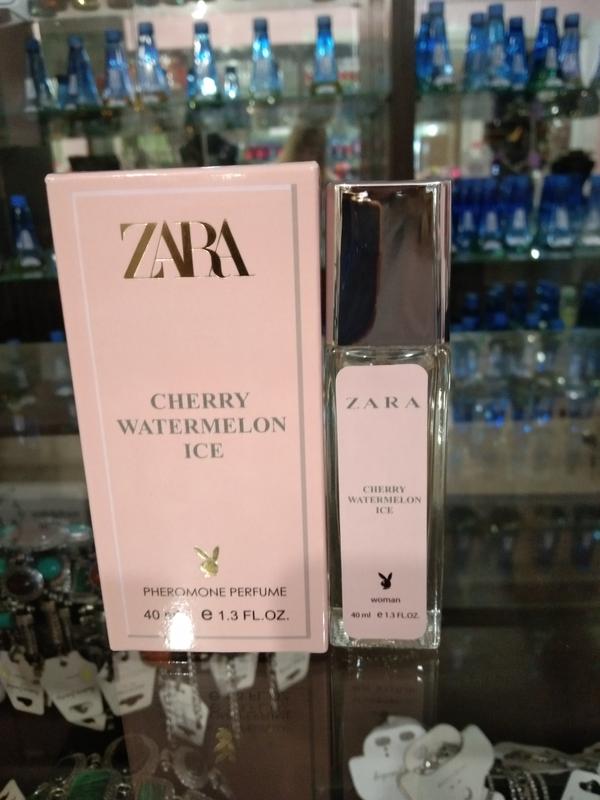 ZARA
CHERRY
WATERMELON
ICE
PHEROMONE PERFUME
40 ml e 1.3 FL.OZ.
ZARA
CHERRY
WATERMELON
ICE
woman
40 ml e 1.3 FL.OZ.